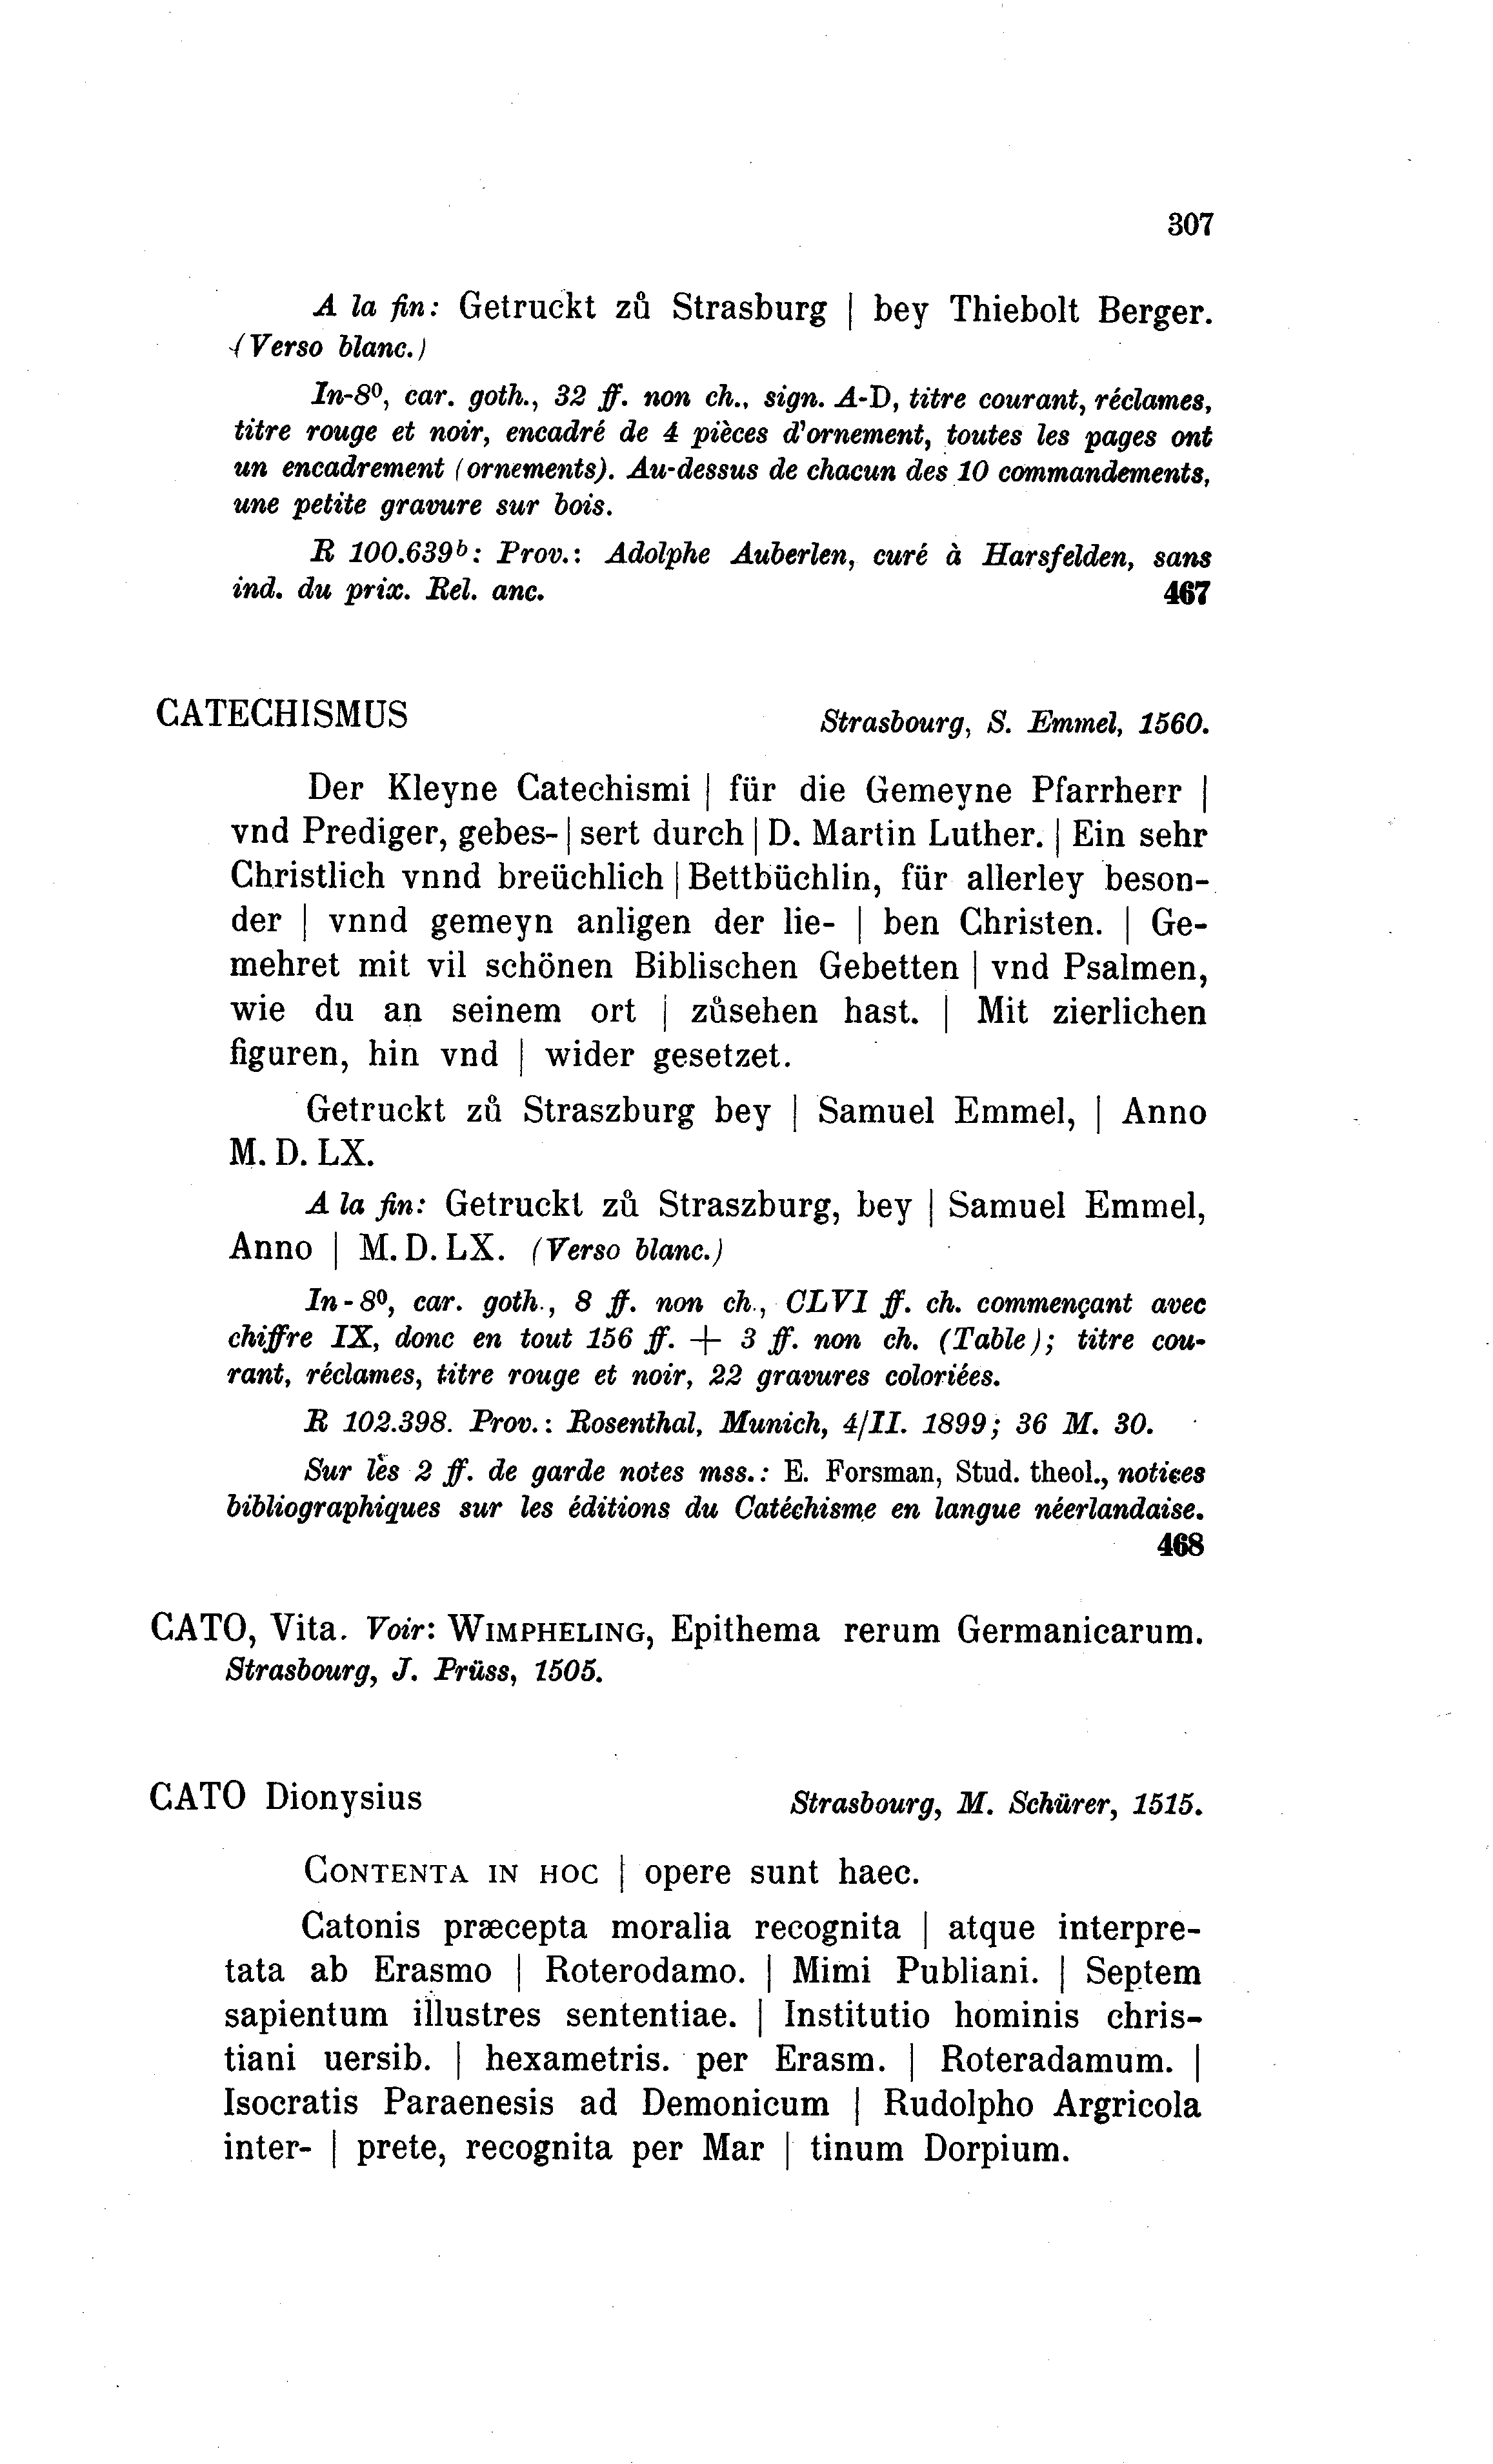 307
A la fin: Getruckt zů Strasburg | bey Thiebolt Berger.
(Verso blanc.)
In-8⁰, car. goth., 32 ff. non ch., sign. A-D, titre courant, réclames,
titre rouge et noir, encadré de 4 pièces d'ornement, toutes les pages ont
un encadrement (ornements). Au-dessus de chacun des 10 commandements,
une petite gravure sur bois.
R 100.639ᵇ: Prov.: Adolphe Auberlen, curé à Harsfelden, sans
ind. du prix. Rel. anc. 467
CATECHISMUS Strasbourg, S. Emmel, 1560.
Der Kleyne Catechismi | für die Gemeyne Pfarrherr |
vnd Prediger, gebes- | sert durch | D. Martin Luther. | Ein sehr
Christlich vnnd breüchlich | Bettbüchlin, für allerley beson-
der | vnnd gemeyn anligen der lie- | ben Christen. | Ge-
mehret mit vil schönen Biblischen Gebetten | vnd Psalmen,
wie du an seinem ort | zůsehen hast. | Mit zierlichen
figuren, hin vnd | wider gesetzet.
Getruckt zů Straszburg bey | Samuel Emmel, | Anno
M. D. LX.
A la fin: Getruckt zů Straszburg, bey | Samuel Emmel,
Anno | M. D. LX. (Verso blanc.)
In-8⁰, car. goth., 8 ff. non ch., CLVI ff. ch. commençant avec
chiffre IX, donc en tout 156 ff. + 3 ff. non ch. (Table); titre cou-
rant, réclames, titre rouge et noir, 22 gravures coloriées.
R 102.398. Prov.: Rosenthal, Munich, 4/II. 1899; 36 M. 30.
Sur les 2 ff. de garde notes mss.: E. Forsman, Stud. theol., notices
bibliographiques sur les éditions du Catéchisme en langue néerlandaise.
468
CATO, Vita. Voir: WIMPHELING, Epithema rerum Germanicarum.
Strasbourg, J. Prüss, 1505.
CATO Dionysius Strasbourg, M. Schürer, 1515.
CONTENTA IN HOC | opere sunt haec.
Catonis præcepta moralia recognita | atque interpre-
tata ab Erasmo | Roterodamo. | Mimi Publiani. | Septem
sapientum illustres sententiae. | Institutio hominis chris-
tiani uersib. | hexametris. per Erasm. | Roteradamum. |
Isocratis Paraenesis ad Demonicum | Rudolpho Argricola
inter- | prete, recognita per Mar | tinum Dorpium.